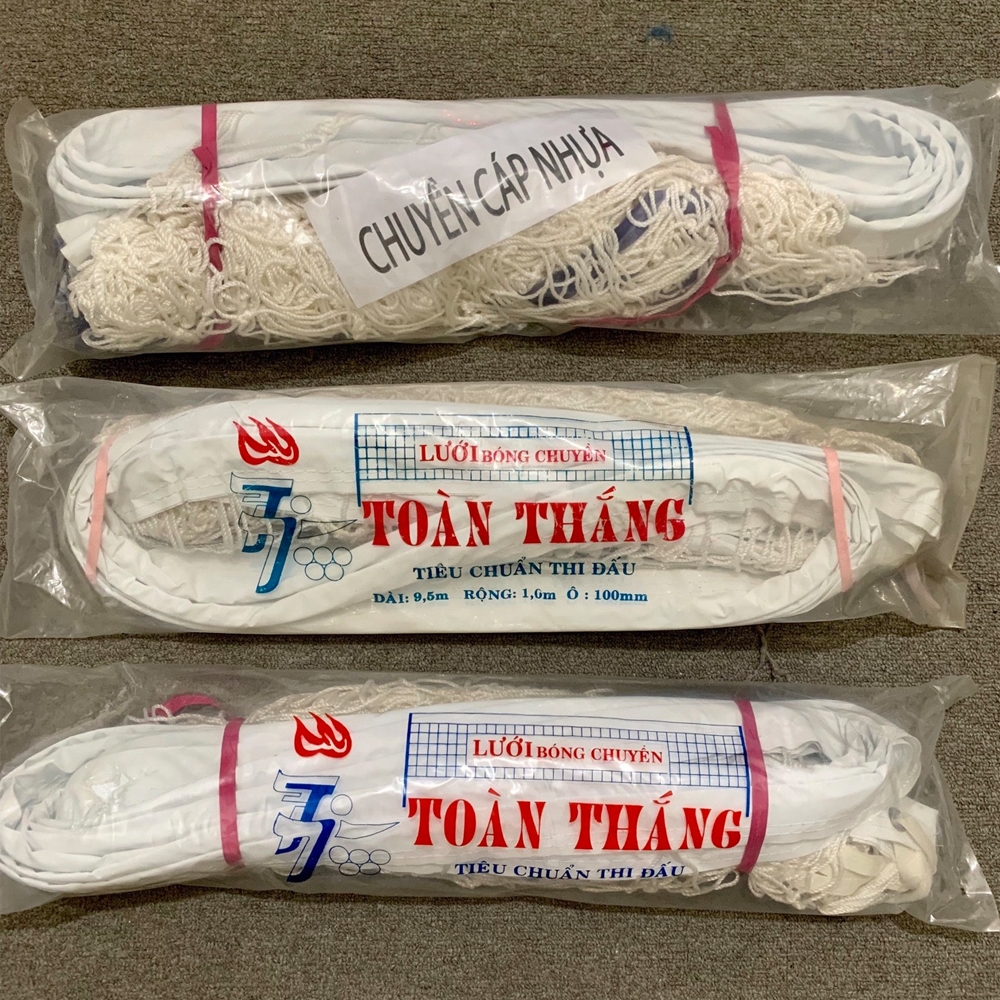 CHUYÊN CÁP NHỰA
LƯỚI BÓNG CHUYỀN
TOÀN THẮNG
TIÊU CHUẨN THI ĐẤU
DÀI: 9,5m RỘNG: 1,0m Ô : 100mm
LƯỚI BÓNG CHUYỀN
TOÀN THẮNG
TIÊU CHUẨN THI ĐẤU